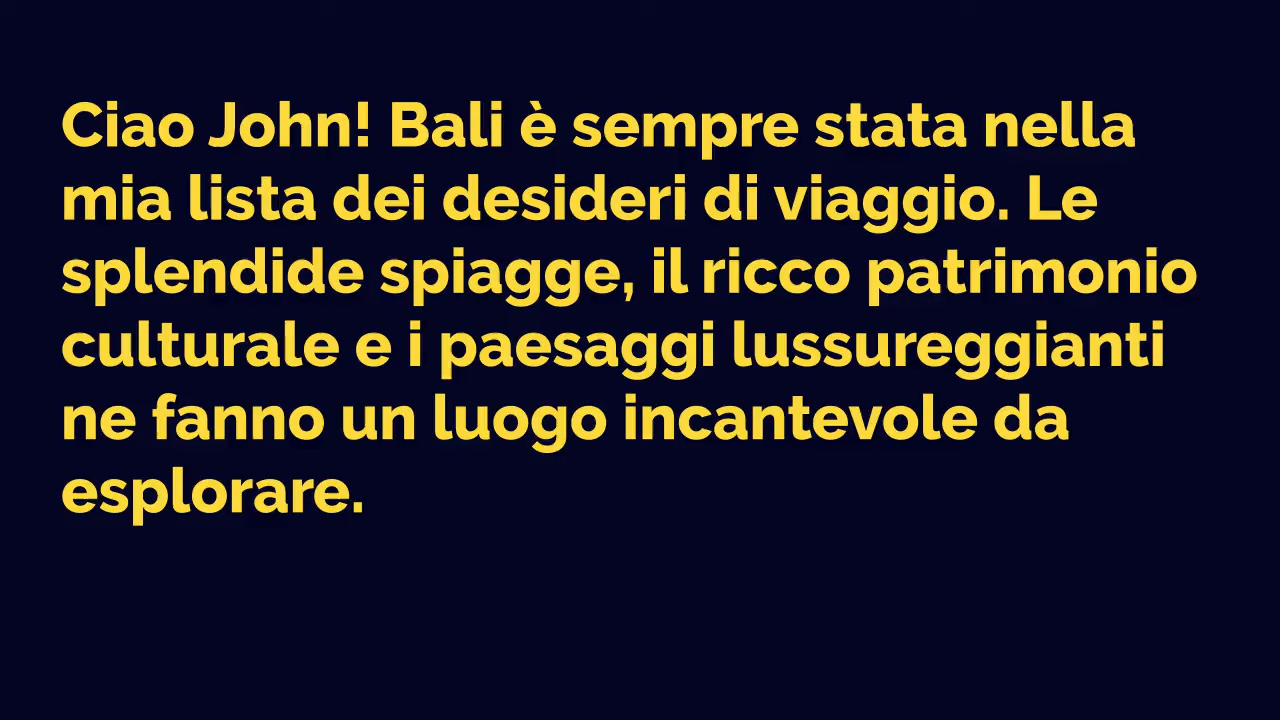 Ciao John! Bali è sempre stata nella
mia lista dei desideri di viaggio. Le
splendide spiagge, il ricco patrimonio
culturale e i paesaggi lussureggianti
ne fanno un luogo incantevole da
esplorare.